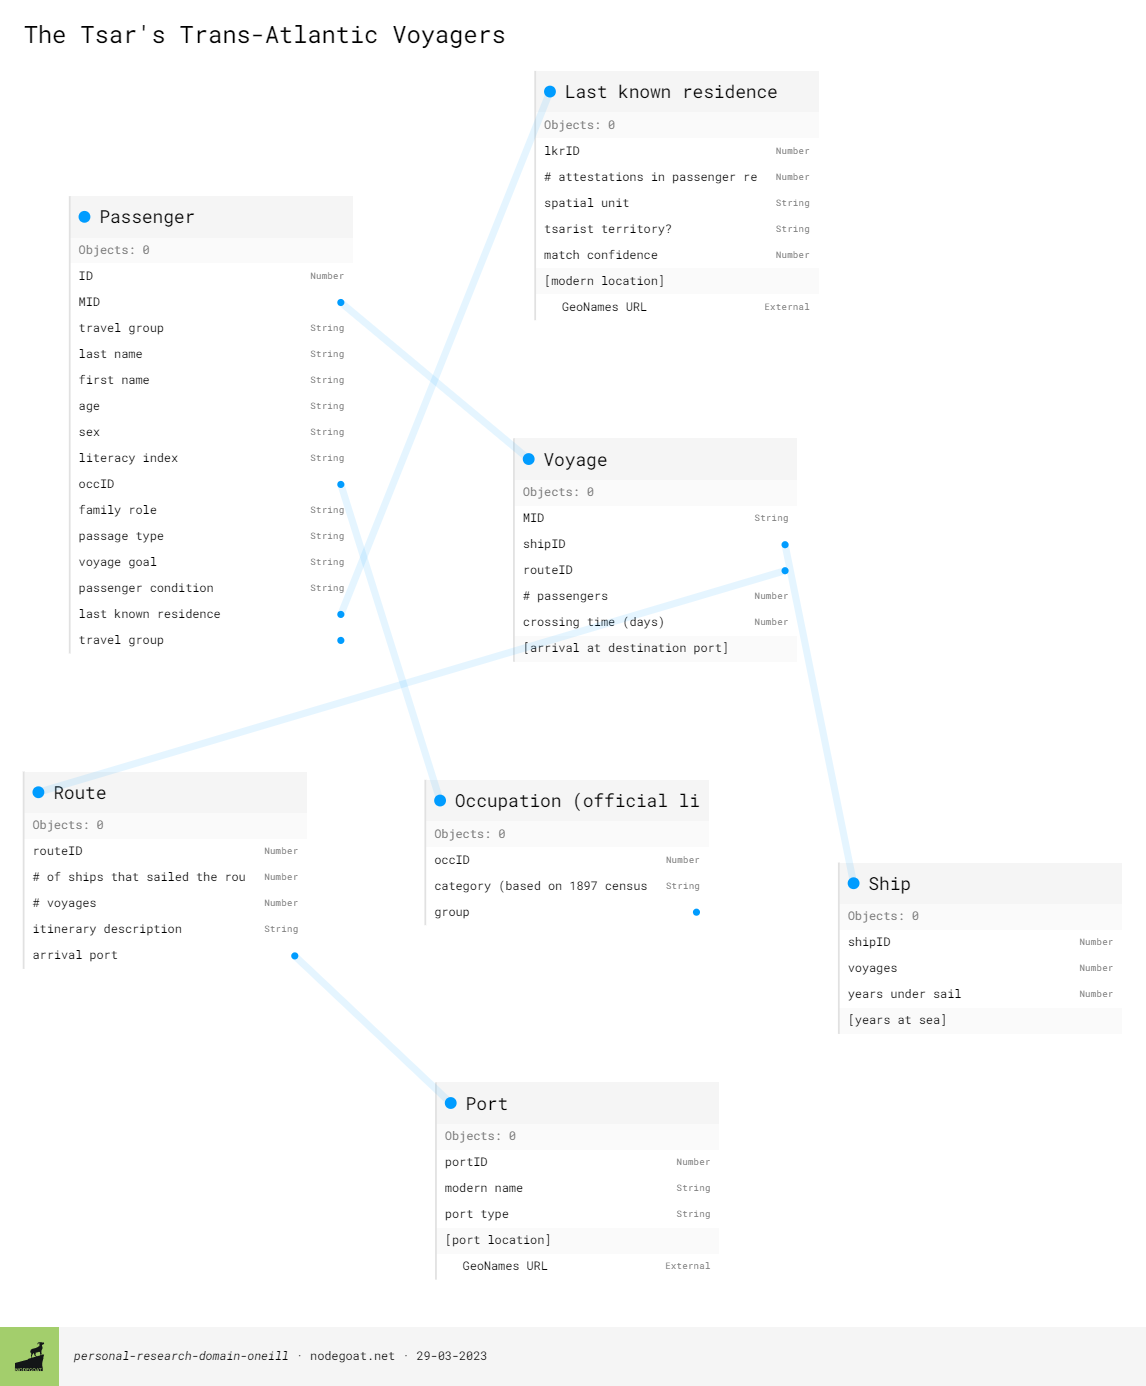 The Tsar's Trans-Atlantic Voyagers
Last known residence
Objects: 0
lkrID Number
# attestations in passenger re Number
spatial unit String
tsarist territory? String
match confidence Number
[modern location]
GeoNames URL External
Passenger
Objects: 0
ID Number
MID
travel group String
last name String
first name String
age String
sex String
literacy index String
occID
family role String
passage type String
voyage goal String
passenger condition String
last known residence
travel group
Voyage
Objects: 0
MID String
shipID
routeID
# passengers Number
crossing time (days) Number
[arrival at destination port]
Route
Objects: 0
routeID Number
# of ships that sailed the rou Number
# voyages Number
itinerary description String
arrival port
Occupation (official li
Objects: 0
occID Number
category (based on 1897 census String
group
Ship
Objects: 0
shipID Number
voyages Number
years under sail Number
[years at sea]
Port
Objects: 0
portID Number
modern name String
port type String
[port location]
GeoNames URL External
NODEGOAT
personal-research-domain-oneill · nodegoat.net · 29-03-2023